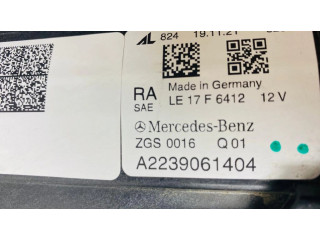 AL 824 19.11.21
Made in Germany
RA LE 17 F 6412 12 V
SAE
Mercedes-Benz
ZGS 0016 Q 01
A2239061404